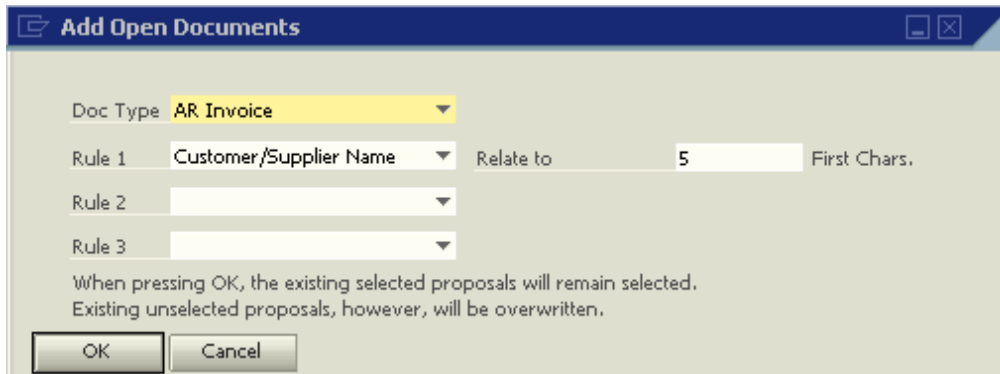 Add Open Documents
Doc Type AR Invoice
Rule 1 Customer/Supplier Name Relate to 5 First Chars.
Rule 2
Rule 3
When pressing OK, the existing selected proposals will remain selected.
Existing unselected proposals, however, will be overwritten.
OK Cancel